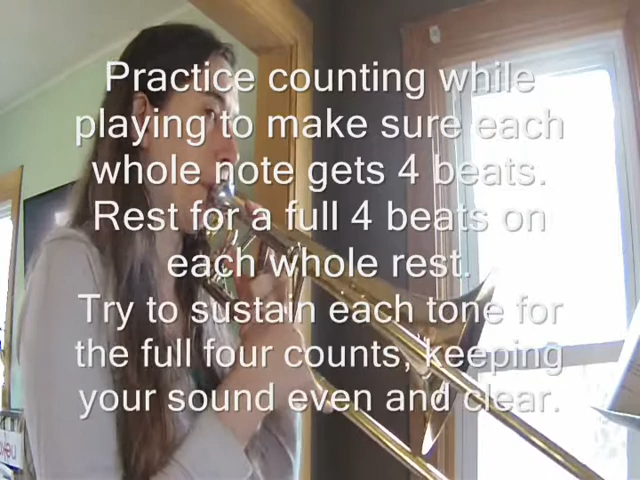 Practice counting while
playing to make sure each
whole note gets 4 beats.
Rest for a full 4 beats on
each whole rest.
Try to sustain each tone for
the full four counts, keeping
your sound even and clear.